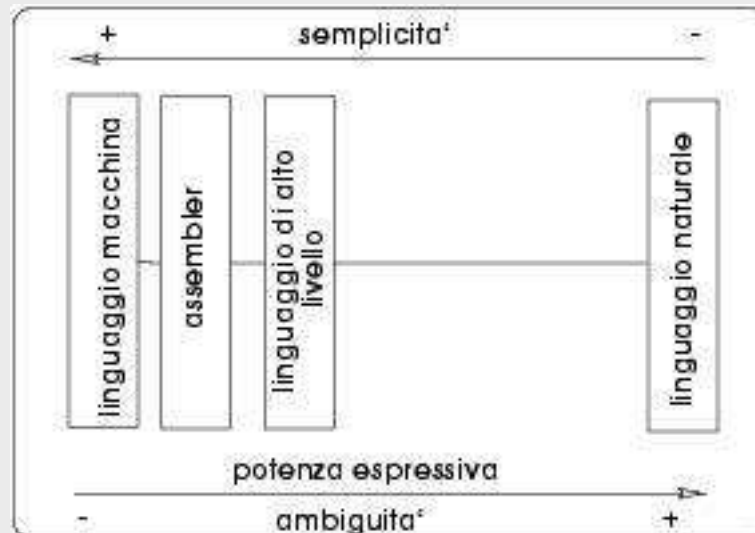 + semplicita‘ -
linguaggio macchina
assembler
linguaggio di alto
livello
linguaggio naturale
potenza espressiva
- ambiguita‘ +